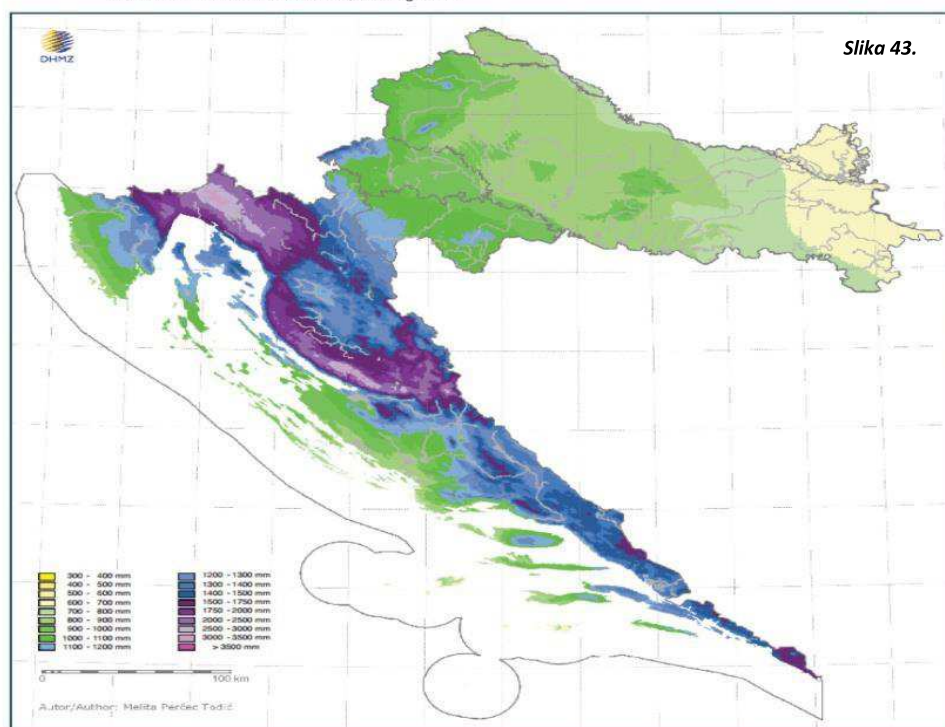 DHMZ
Slika 43.
300 - 400 mm
400 - 500 mm
500 - 600 mm
600 - 700 mm
700 - 800 mm
800 - 900 mm
900 - 1000 mm
1000 - 1100 mm
1100 - 1200 mm
1200 - 1300 mm
1300 - 1400 mm
1400 - 1500 mm
1500 - 1750 mm
1750 - 2000 mm
2000 - 2500 mm
2500 - 3000 mm
3000 - 3500 mm
> 3500 mm
0 100 km
Autor/Author: Melita Perčec Tadić